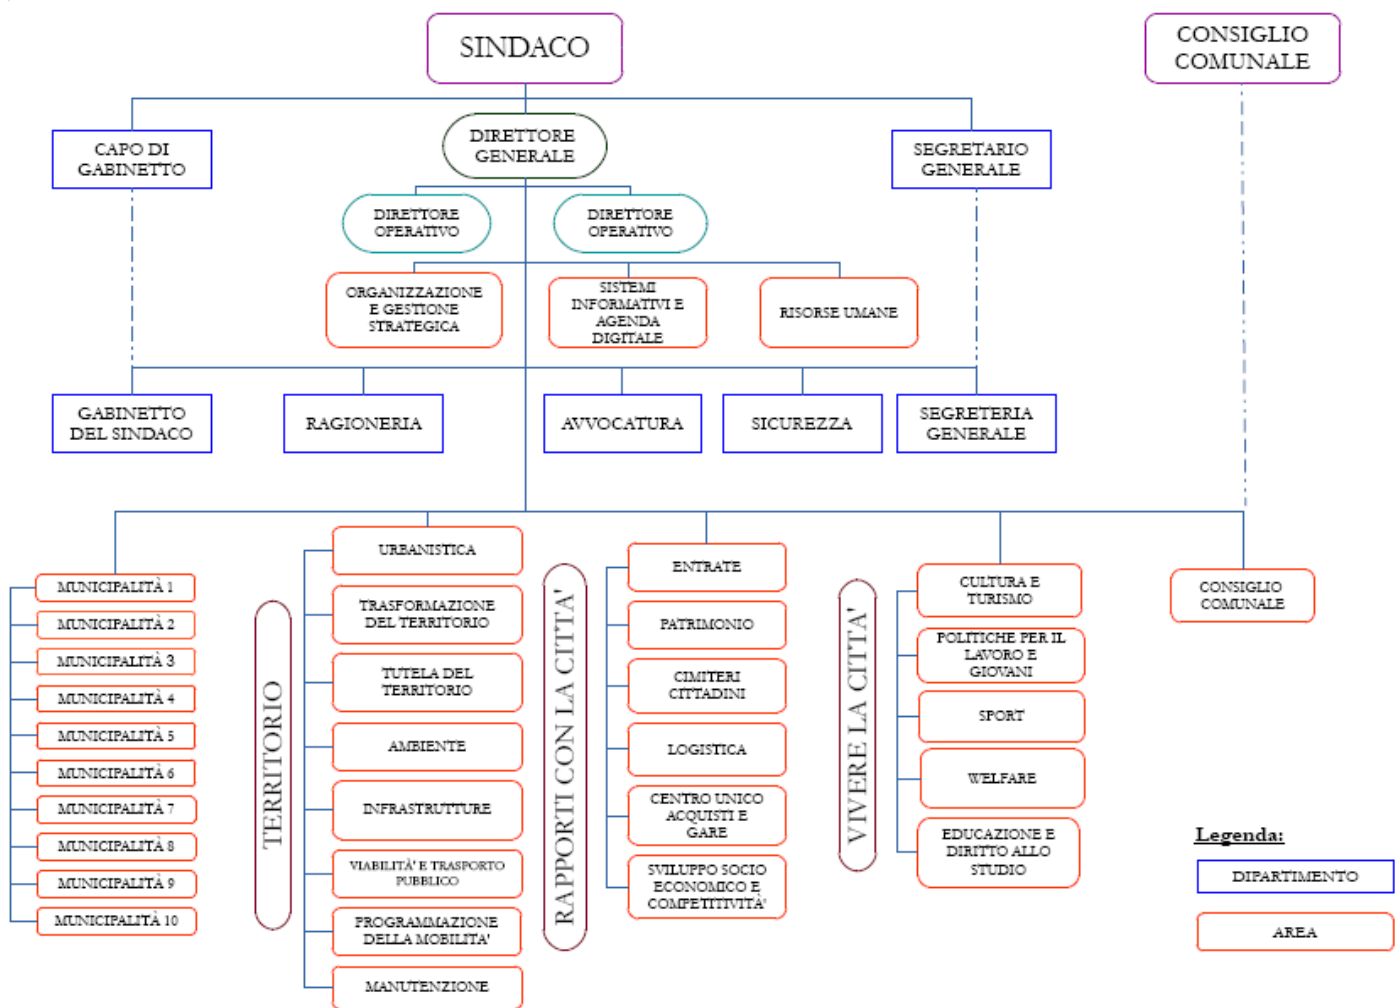 SINDACO
CONSIGLIO
COMUNALE
CAPO DI
GABINETTO
DIRETTORE
GENERALE
SEGRETARIO
GENERALE
DIRETTORE
OPERATIVO
DIRETTORE
OPERATIVO
ORGANIZZAZIONE
E GESTIONE
STRATEGICA
SISTEMI
INFORMATIVI E
AGENDA
DIGITALE
RISORSE UMANE
GABINETTO
DEL SINDACO
RAGIONERIA
AVVOCATURA
SICUREZZA
SEGRETERIA
GENERALE
MUNICIPALITÀ 1
MUNICIPALITÀ 2
MUNICIPALITÀ 3
MUNICIPALITÀ 4
MUNICIPALITÀ 5
MUNICIPALITÀ 6
MUNICIPALITÀ 7
MUNICIPALITÀ 8
MUNICIPALITÀ 9
MUNICIPALITÀ 10
TERRITORIO
URBANISTICA
TRASFORMAZIONE
DEL TERRITORIO
TUTELA DEL
TERRITORIO
AMBIENTE
INFRASTRUTTURE
VIABILITÀ' E TRASPORTO
PUBBLICO
PROGRAMMAZIONE
DELLA MOBILITA'
MANUTENZIONE
RAPPORTI CON LA CITTA'
ENTRATE
PATRIMONIO
CIMITERI
CITTADINI
LOGISTICA
CENTRO UNICO
ACQUISTI E
GARE
SVILUPPO SOCIO
ECONOMICO E
COMPETITIVITÀ'
VIVERE LA CITTA'
CULTURA E
TURISMO
POLITICHE PER IL
LAVORO E
GIOVANI
SPORT
WELFARE
EDUCAZIONE E
DIRITTO ALLO
STUDIO
CONSIGLIO
COMUNALE
Legenda:
DIPARTIMENTO
AREA